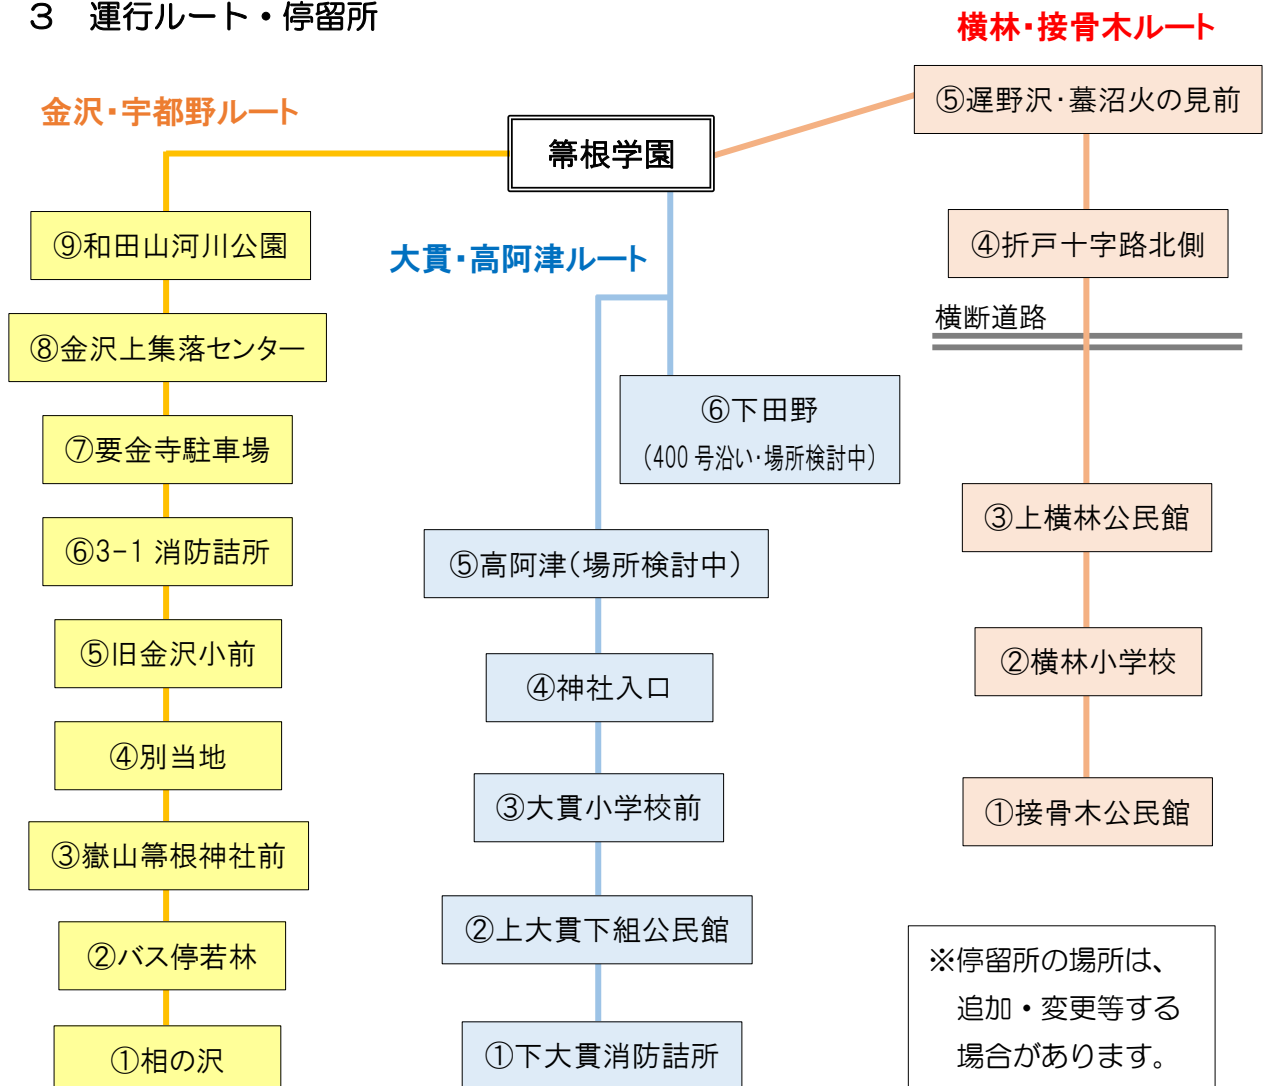 3 運行ルート・停留所
横林・接骨木ルート
金沢・宇都野ルート
大貫・高阿津ルート
箒根学園
⑨和田山河川公園
⑧金沢上集落センター
⑦要金寺駐車場
⑥3-1 消防詰所
⑤旧金沢小前
④別当地
③嶽山箒根神社前
②バス停若林
①相の沢
⑥下田野
(400 号沿い・場所検討中)
⑤高阿津(場所検討中)
④神社入口
③大貫小学校前
②上大貫下組公民館
①下大貫消防詰所
⑤遅野沢・蟇沼火の見前
④折戸十字路北側
横断道路
③上横林公民館
②横林小学校
①接骨木公民館
※停留所の場所は、
追加・変更等する
場合があります。